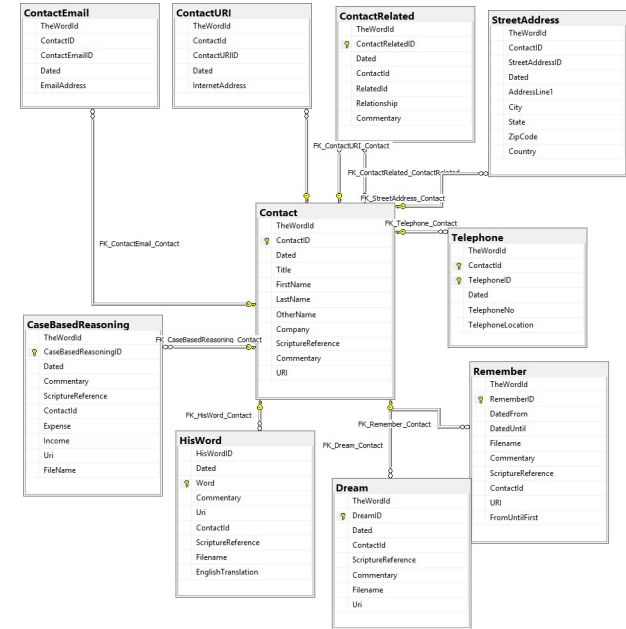 ContactEmail
TheWordId
ContactID
ContactEmailID
Dated
EmailAddress
ContactURI
TheWordId
ContactId
ContactURIID
Dated
InternetAddress
ContactRelated
TheWordId
ContactRelatedID
Dated
ContactId
RelatedId
Relationship
Commentary
StreetAddress
TheWordId
ContactID
StreetAddressID
Dated
AddressLine1
City
State
ZipCode
Country
FK_ContactURI_Contact
FK_ContactRelated_ContactRelated
FK_StreetAddress_Contact
FK_Telephone_Contact
FK_ContactEmail_Contact
Contact
TheWordId
ContactID
Dated
Title
FirstName
LastName
OtherName
Company
ScriptureReference
Commentary
URI
Telephone
TheWordId
ContactId
TelephoneID
Dated
TelephoneNo
TelephoneLocation
CaseBasedReasoning
TheWordId
CaseBasedReasoningID
Dated
Commentary
ScriptureReference
ContactId
Expense
Income
Uri
FileName
FK_CaseBasedReasoning_Contact
FK_HisWord_Contact
FK_Remember_Contact
FK_Dream_Contact
HisWord
HisWordID
Dated
Word
Commentary
Uri
ContactId
ScriptureReference
Filename
EnglishTranslation
Dream
TheWordId
DreamID
Dated
ContactId
ScriptureReference
Commentary
Filename
Uri
Remember
TheWordId
RememberID
DatedFrom
DatedUntil
Filename
Commentary
ScriptureReference
ContactId
URI
FromUntilFirst